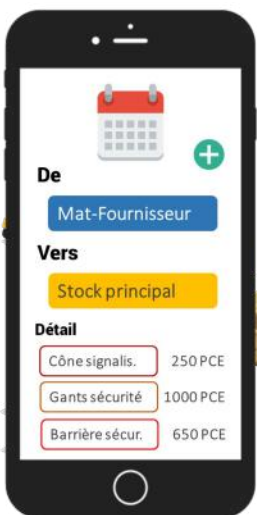 De
Mat-Fournisseur
Vers
Stock principal
Détail
Cône signalis. 250 PCE
Gants sécurité 1000 PCE
Barrière sécur. 650 PCE